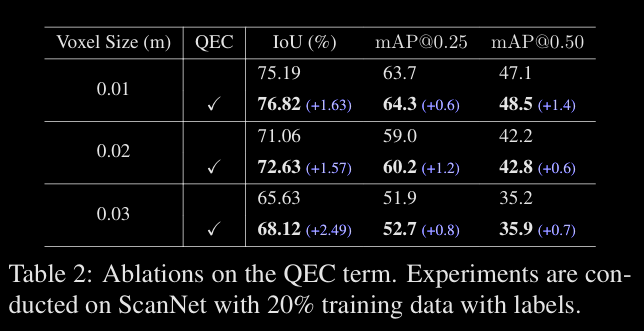 Voxel Size (m) QEC IoU (%) mAP@0.25 mAP@0.50
75.19 63.7 47.1
0.01
✓ 76.82 (+1.63) 64.3 (+0.6) 48.5 (+1.4)
71.06 59.0 42.2
0.02
✓ 72.63 (+1.57) 60.2 (+1.2) 42.8 (+0.6)
65.63 51.9 35.2
0.03
✓ 68.12 (+2.49) 52.7 (+0.8) 35.9 (+0.7)
Table 2: Ablations on the QEC term. Experiments are con-
ducted on ScanNet with 20% training data with labels.